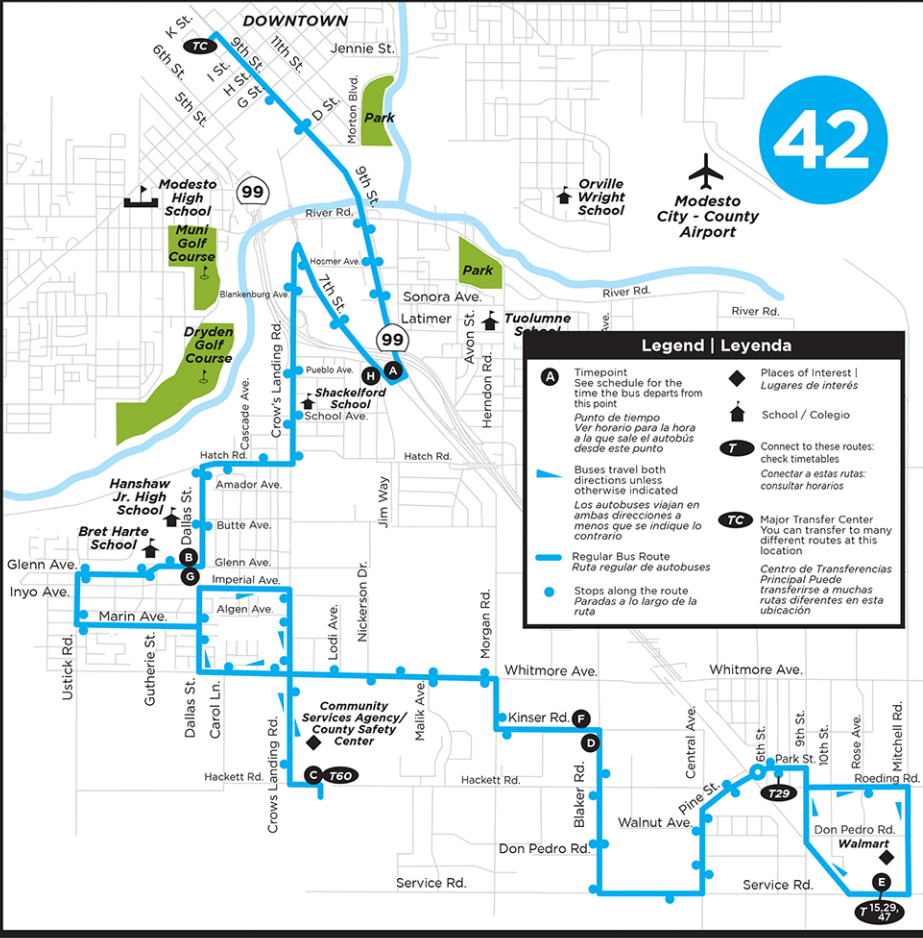 DOWNTOWN
K St.
TC
6th St.
I St.
9th St.
11th St.
H St.
G St.
5th St.
D St.
Jennie St.
Morton Blvd.
Park
42
9th St.
99
Modesto
High
School
Orville
Wright
School
Modesto
City - County
Airport
River Rd.
Muni
Golf
Course
Hosmer Ave.
Park
7th St.
Blankenburg Ave.
Sonora Ave.
River Rd.
Latimer
River Rd.
Tuolumne
School
Ave.
Avon St.
99
Dryden
Golf
Course
Crow's Landing Rd.
Pueblo Ave.
H
A
Herndon Rd.
Shackelford
School
School Ave.
Cascade Ave.
Hatch Rd.
Hatch Rd.
Amador Ave.
Jim Way
Hanshaw
Jr. High
School
Dallas St.
Butte Ave.
Bret Harte
School
B
Glenn Ave.
Glenn Ave.
G
Imperial Ave.
Inyo Ave.
Algen Ave.
Marin Ave.
Ustick Rd.
Gutherie St.
Dallas St.
Carol Ln.
Lodi Ave.
Nickerson Dr.
Morgan Rd.
Whitmore Ave.
Whitmore Ave.
Malik Ave.
Community
Services Agency/
County Safety
Center
Kinser Rd.
F
D
Crows Landing Rd.
Hackett Rd.
C
T60
Hackett Rd.
Blaker Rd.
Central Ave.
6th St.
9th St.
10th St.
Rose Ave.
Mitchell Rd.
Park St.
Roeding Rd.
Pine St.
T29
Walnut Ave.
Don Pedro Rd.
Walmart
Don Pedro Rd.
Service Rd.
Service Rd.
E
T 15,29,
47
Legend | Leyenda
A
Timepoint
See schedule for the
time the bus departs from
this point
Punto de tiempo
Ver horario para la hora
a la que sale el autobús
desde este punto
Buses travel both
directions unless
otherwise indicated
Los autobuses viajan en
ambas direcciones a
menos que se indique lo
contrario
Regular Bus Route
Ruta regular de autobuses
Stops along the route
Paradas a lo largo de la
ruta
Places of Interest |
Lugares de interés
School / Colegio
T
Connect to these routes:
check timetables
Conectar a estas rutas:
consultar horarios
TC
Major Transfer Center
You can transfer to many
different routes at this
location
Centro de Transferencias
Principal Puede
transferirse a muchas
rutas diferentes en esta
ubicación